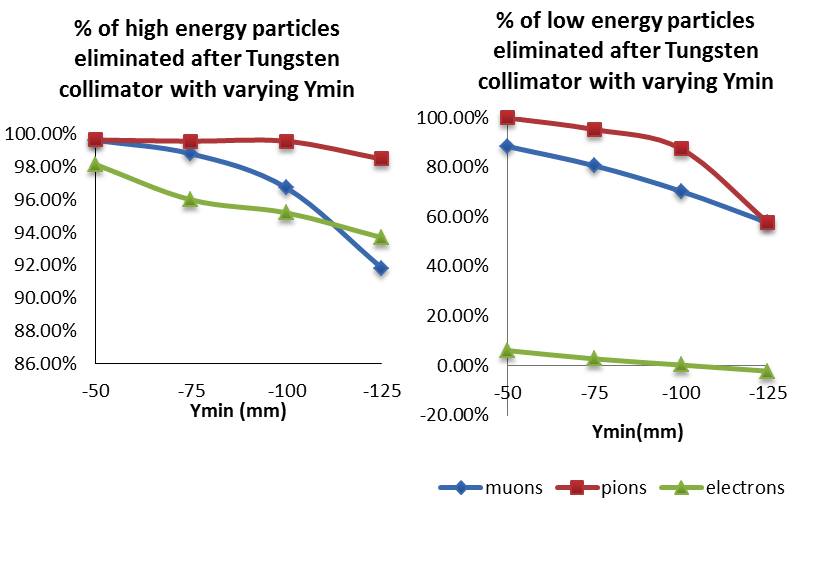 % of high energy particles
eliminated after Tungsten
collimator with varying Ymin
100.00%
98.00%
96.00%
94.00%
92.00%
90.00%
88.00%
86.00%
-50 -75 -100 -125
Ymin (mm)
% of low energy particles
eliminated after Tungsten
collimator with varying Ymin
100.00%
80.00%
60.00%
40.00%
20.00%
0.00%
-20.00%
-50 -75 -100 -125
Ymin(mm)
muons pions electrons